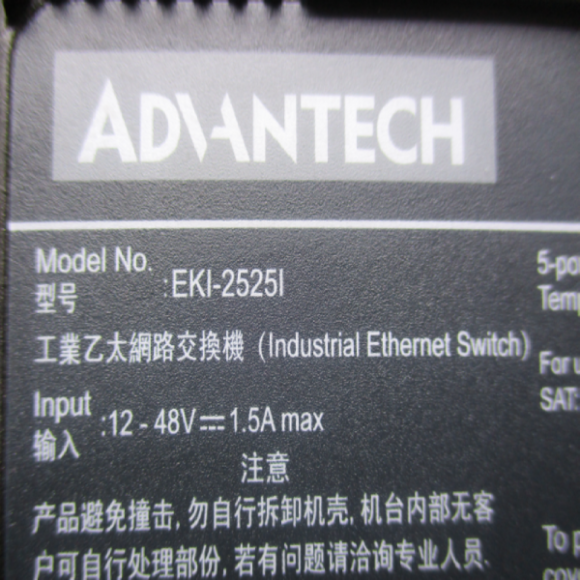 ADVANTECH
Model No.
型号
:EKI-2525I
工業乙太網路交換機 (Industrial Ethernet Switch)
Input
输入
:12 - 48V⎓1.5A max
注意
产品避免撞击, 勿自行拆卸机壳, 机台内部无客
户可自行处理部份, 若有问题请洽询专业人员.
For
SAT:
To